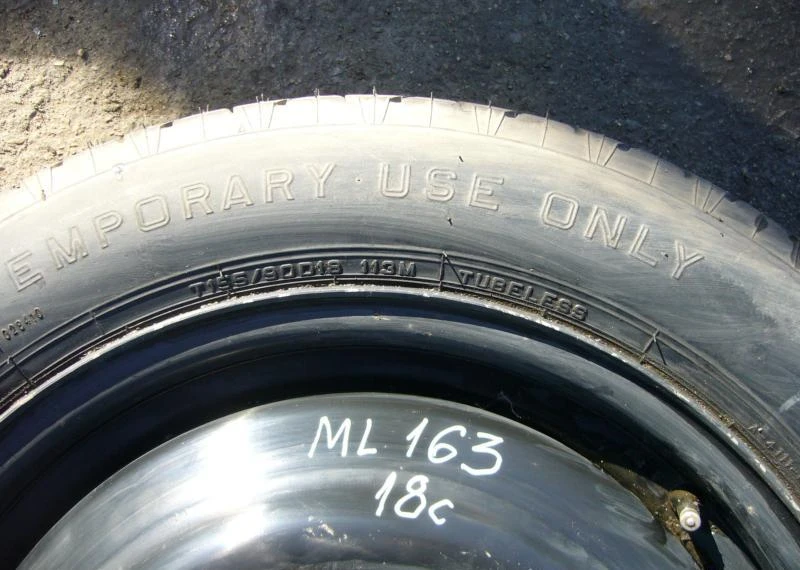 EMPORARY USE ONLY
T155/90D18 113M TUBELESS
ML 163
18c